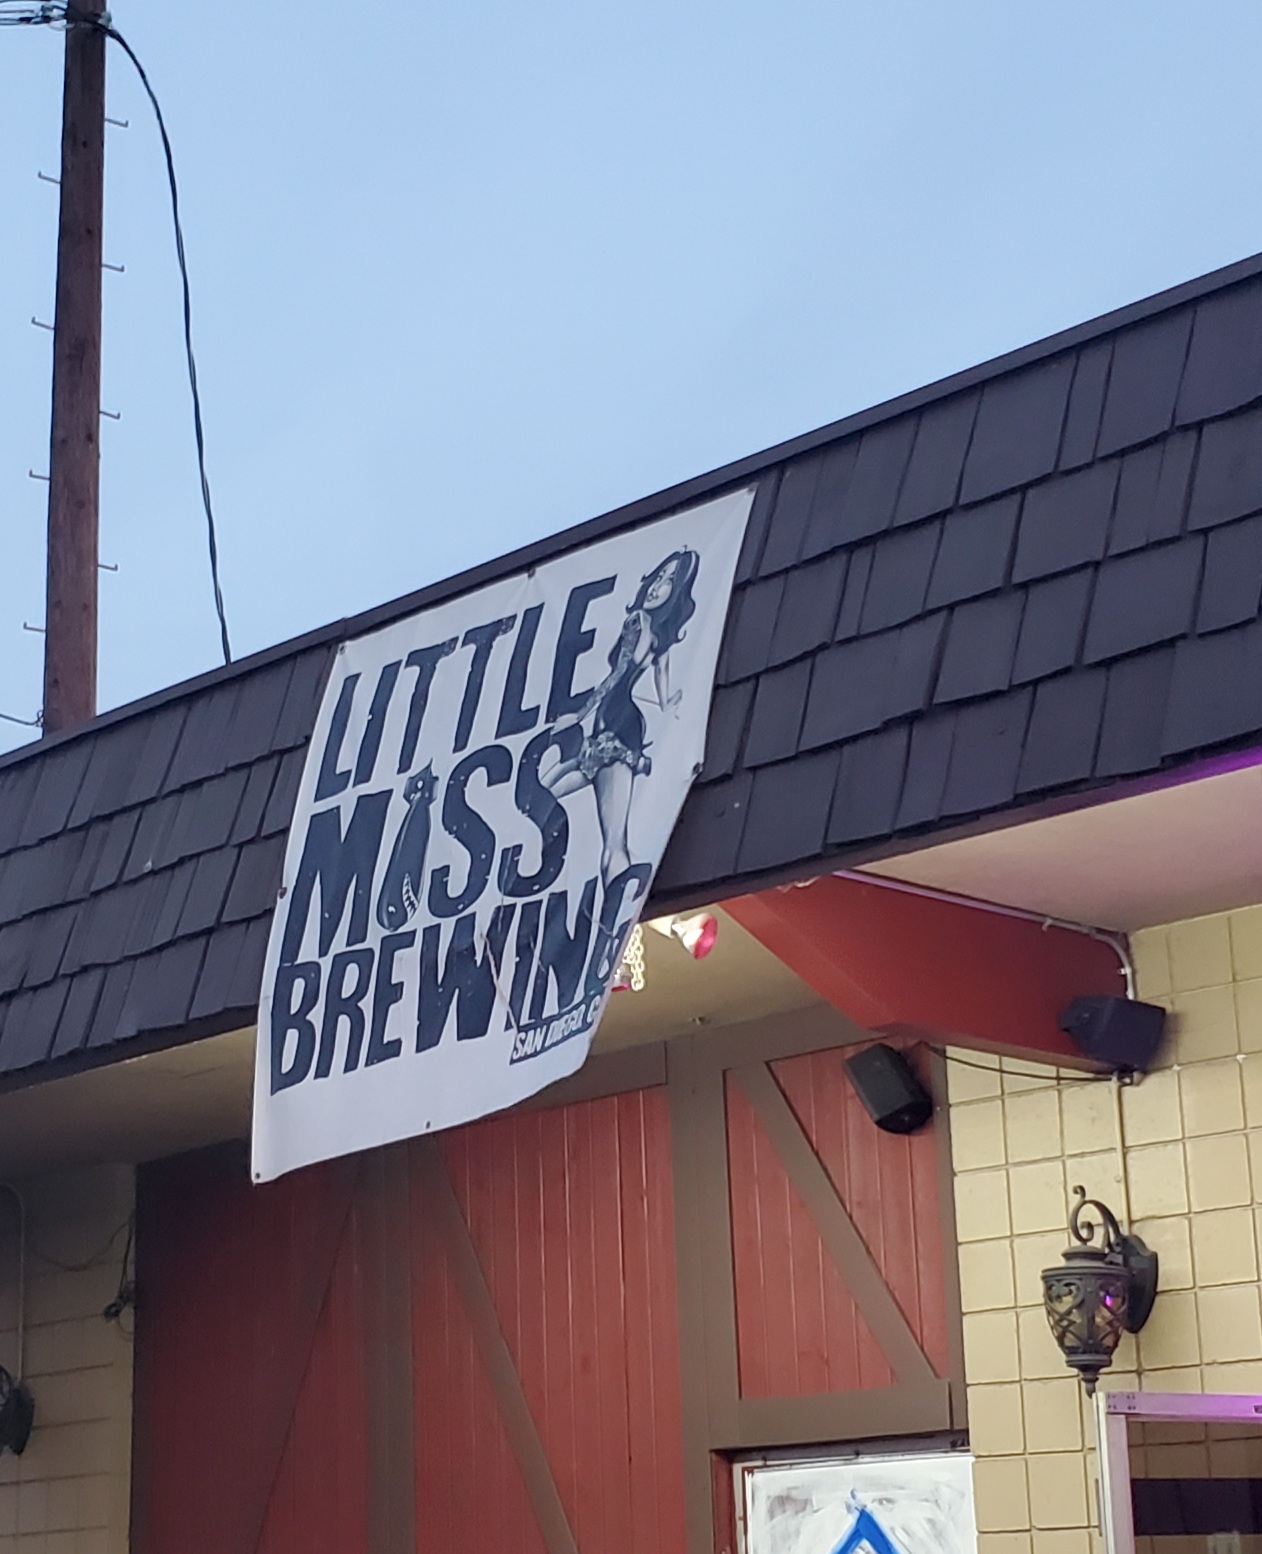 LITTLE
MISS
BREWING
SAN DIEGO, C